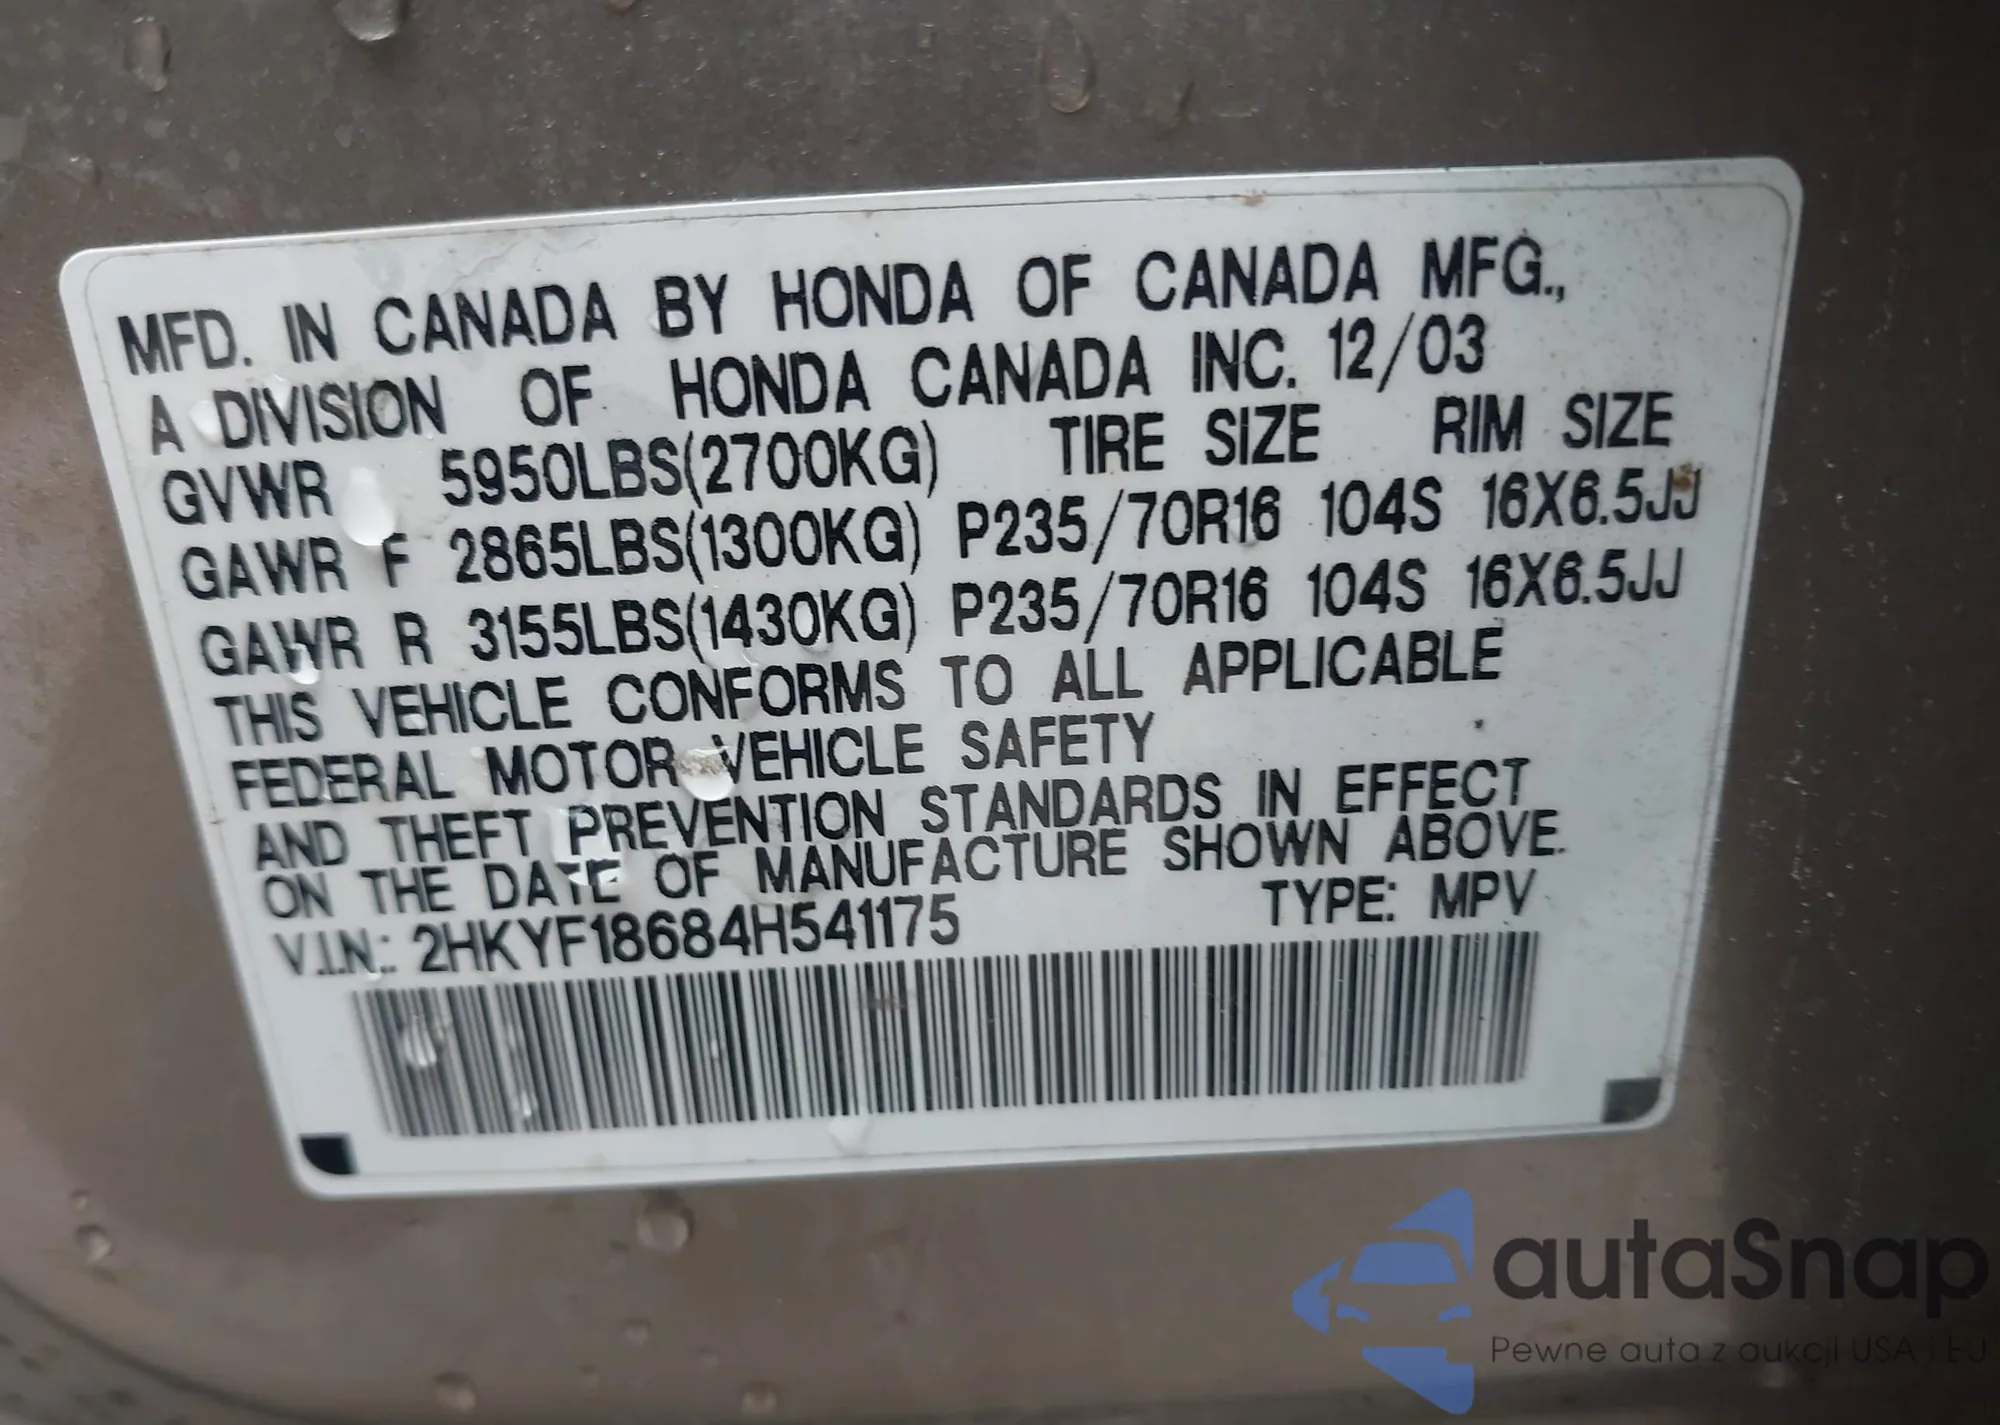 MFD. IN CANADA BY HONDA OF CANADA MFG.,
A DIVISION OF HONDA CANADA INC. 12/03
GVWR 5950LBS(2700KG) TIRE SIZE RIM SIZE
GAWR F 2865LBS(1300KG) P235/70R16 104S 16X6.5JJ
GAWR R 3155LBS(1430KG) P235/70R16 104S 16X6.5JJ
THIS VEHICLE CONFORMS TO ALL APPLICABLE
FEDERAL MOTOR VEHICLE SAFETY
AND THEFT PREVENTION STANDARDS IN EFFECT
ON THE DATE OF MANUFACTURE SHOWN ABOVE.
V.I.N.: 2HKYF18684H541175 TYPE: MPV
autaSnap
Pewne auta z aukcji USA i EU